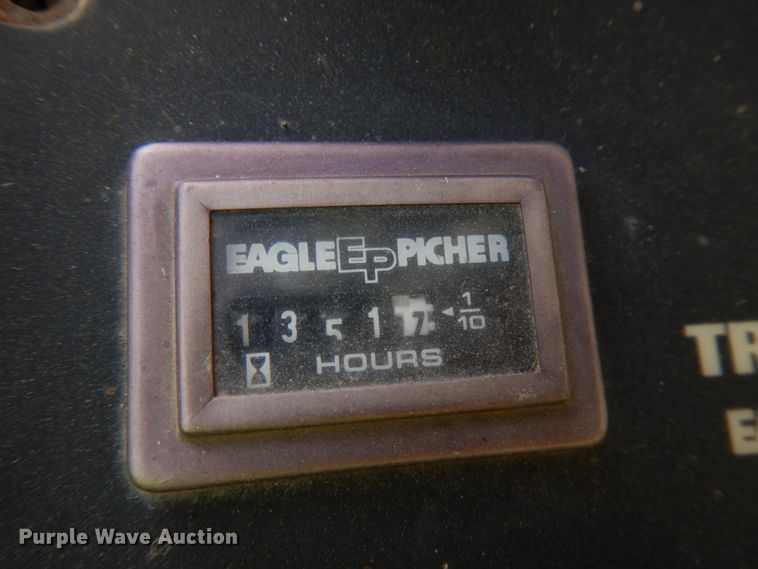 EAGLE Ep PICHER
1 3 5 1 1/10
HOURS
TR
E
Purple Wave Auction